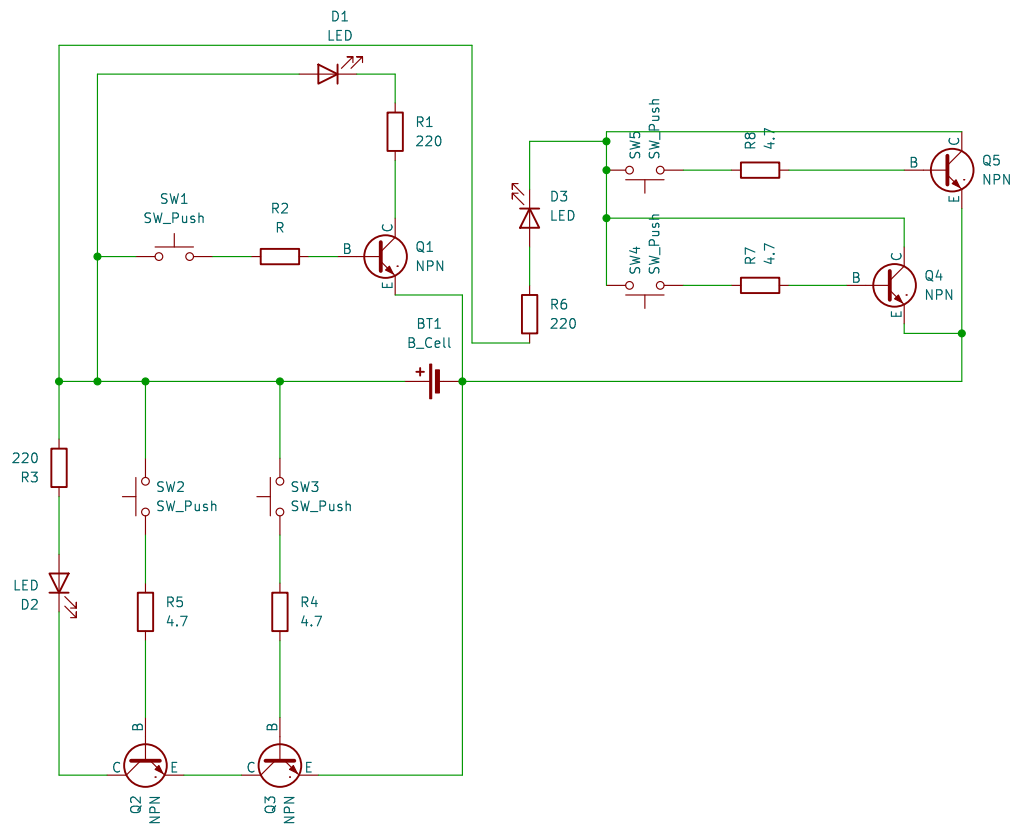 D1
LED
R1
220
SW1
SW_Push
R2
R
B
C
E
Q1
NPN
BT1
B_Cell
+
D3
LED
R6
220
SW5
SW_Push
R8
4.7
B
C
E
Q5
NPN
SW4
SW_Push
R7
4.7
B
C
E
Q4
NPN
220
R3
SW2
SW_Push
SW3
SW_Push
LED
D2
R5
4.7
R4
4.7
B
C
E
Q2
NPN
B
C
E
Q3
NPN